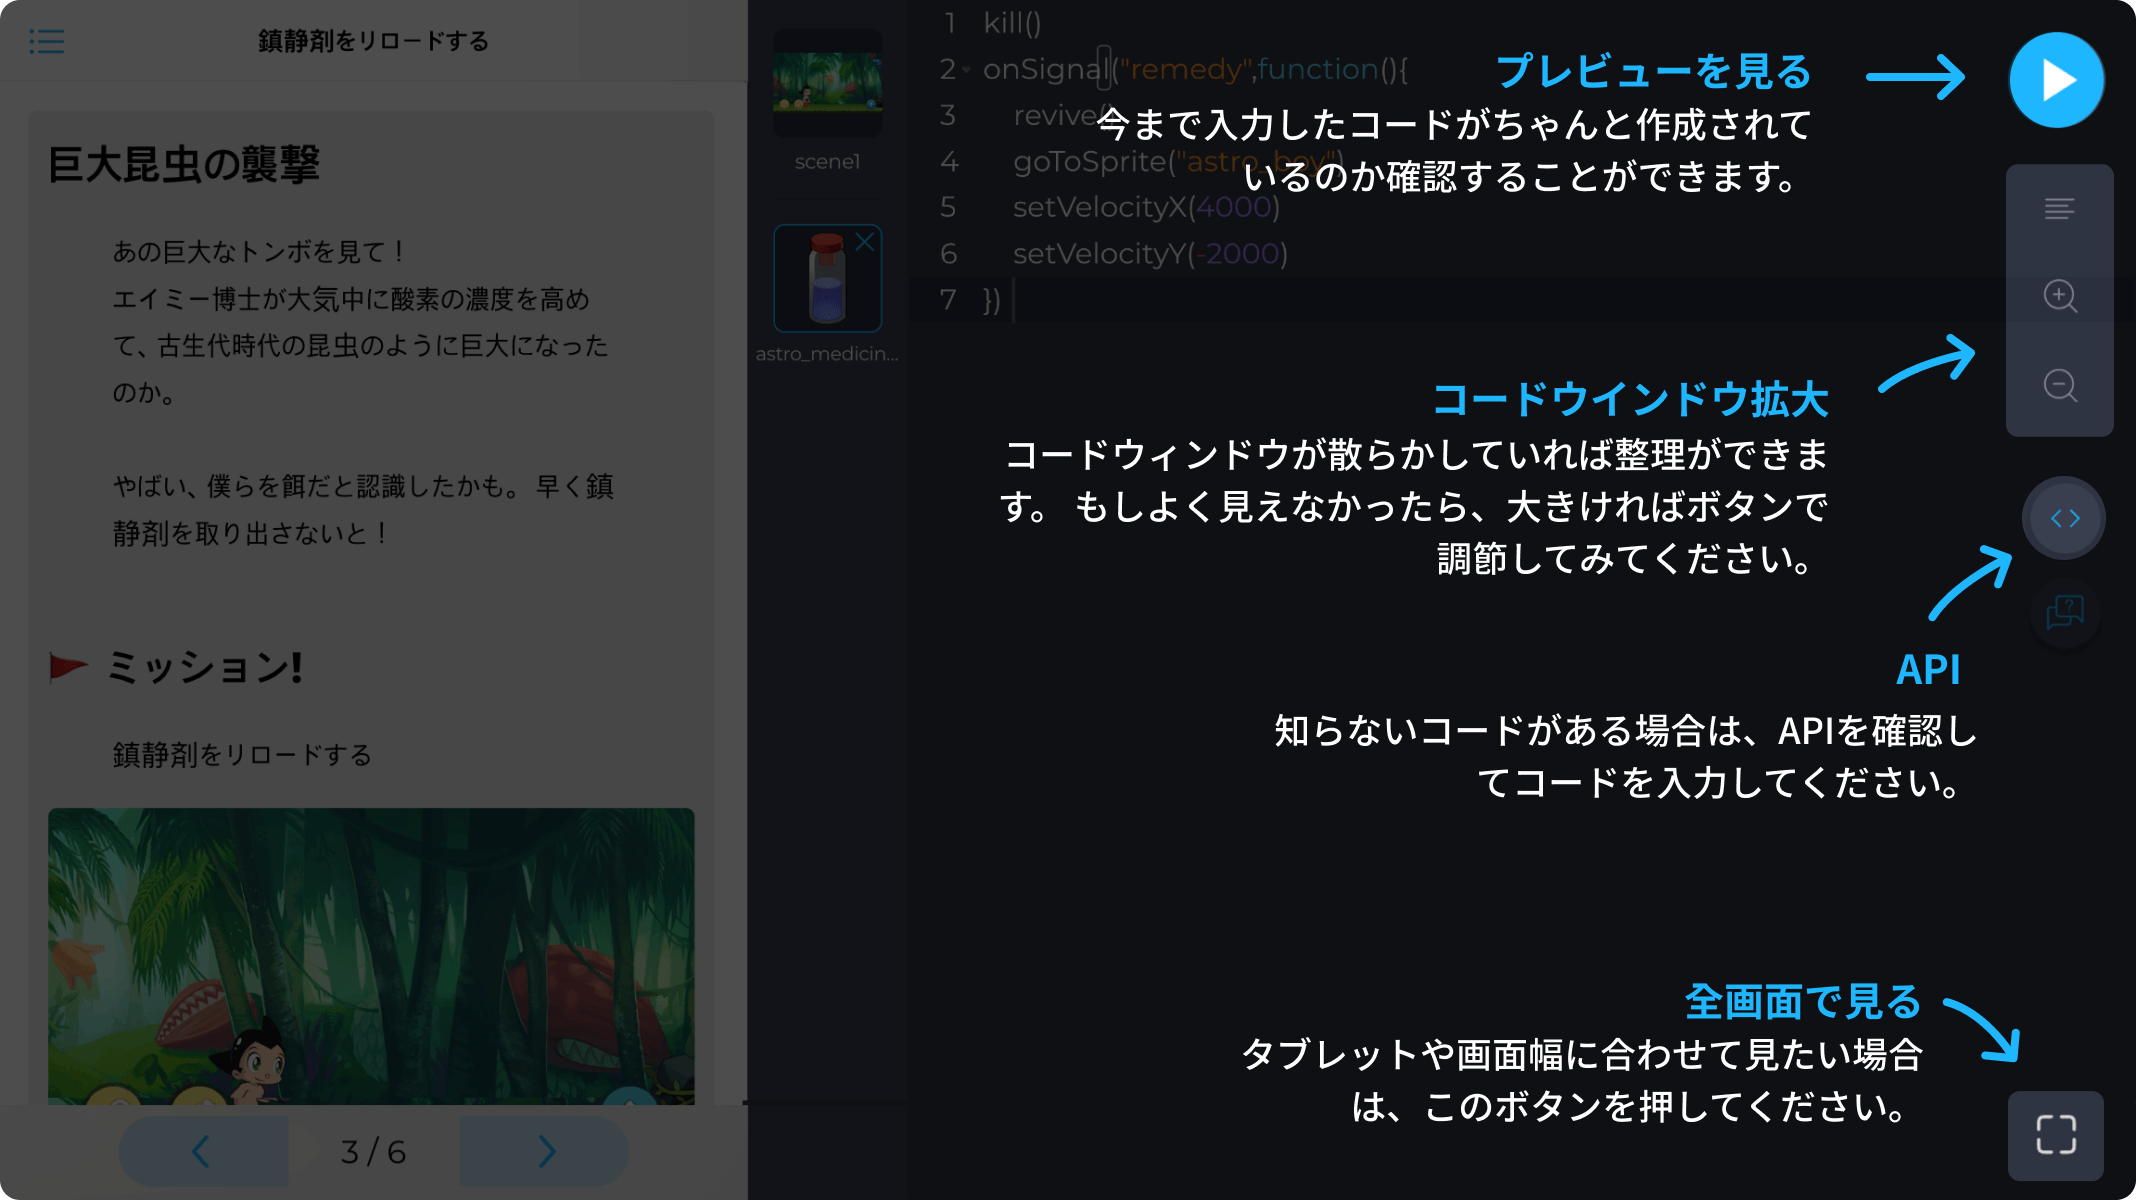 鎮静剤をリロードする
巨大昆虫の襲撃
あの巨大なトンボを見て！
エイミー博士が大気中に酸素の濃度を高め
て、古生代時代の昆虫のように巨大になった
のか。
やばい、僕らを餌だと認識したかも。 早く鎮
静剤を取り出さないと！
ミッション!
鎮静剤をリロードする
3 / 6
scene1
astro_medicin...
1 kill()
2 onSignal("remedy",function(){
3 revive()
4 goToSprite("astro_boy")
5 setVelocityX(4000)
6 setVelocityY(-2000)
7 })
プレビューを見る
今まで入力したコードがちゃんと作成されて
いるのか確認することができます。
コードウインドウ拡大
コードウィンドウが散らかしていれば整理ができま
す。 もしよく見えなかったら、大きければボタンで
調節してみてください。
API
知らないコードがある場合は、APIを確認し
てコードを入力してください。
全画面で見る
タブレットや画面幅に合わせて見たい場合
は、このボタンを押してください。